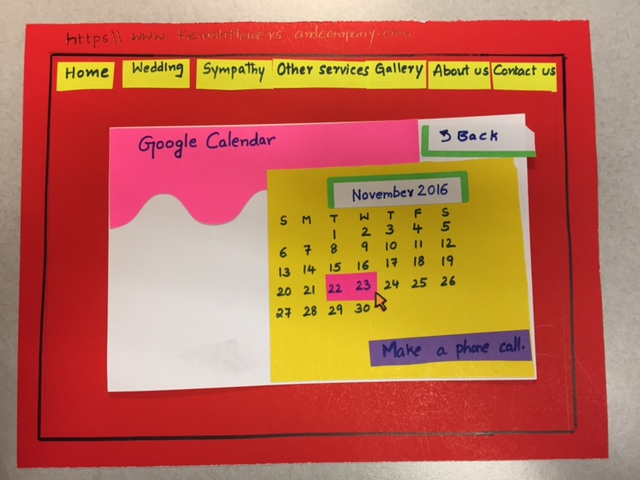 https\\ www
Home Wedding Sympathy Other services Gallery About us Contact us
Google Calendar
Back
November 2016
S M T W T F S
1 2 3 4 5
6 7 8 9 10 11 12
13 14 15 16 17 18 19
20 21 22 23 24 25 26
27 28 29 30
Make a phone call.